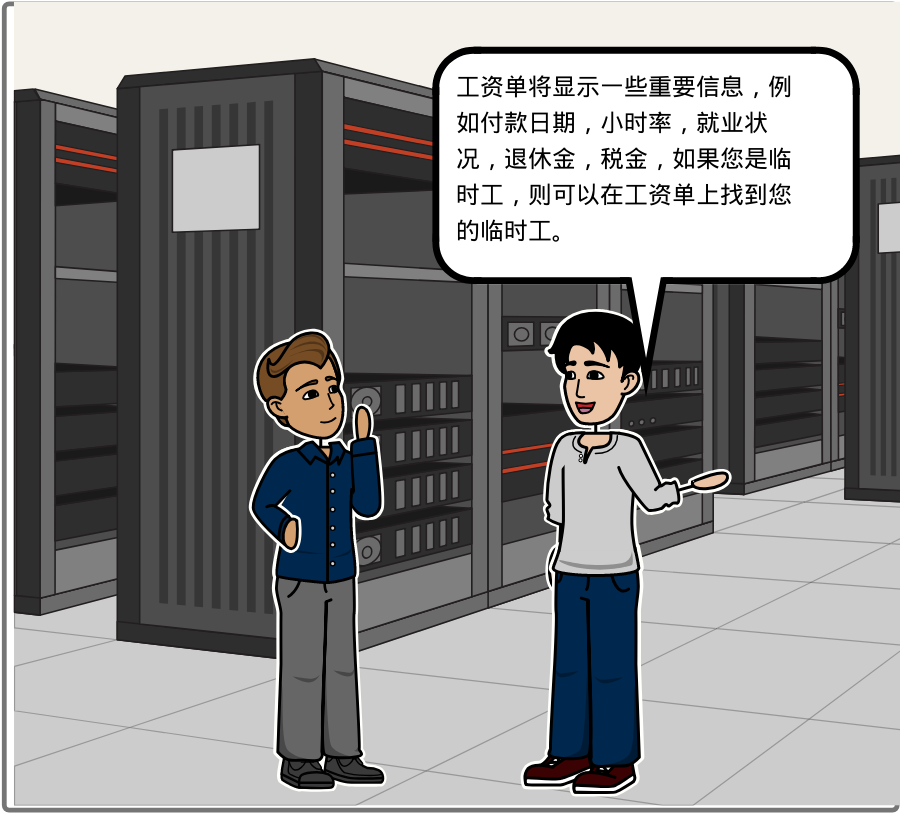 工资单将显示一些重要信息，例
如付款日期，小时率，就业状
况，退休金，税金，如果您是临
时工，则可以在工资单上找到您
的临时工。